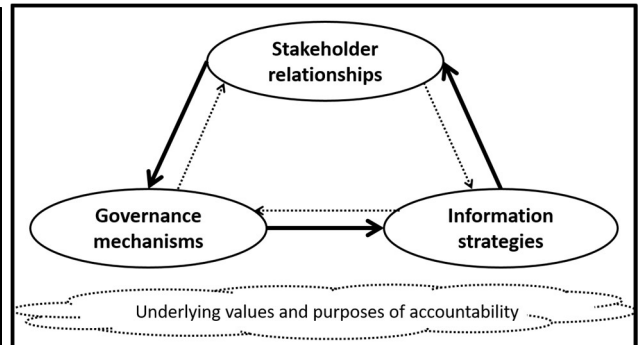 Stakeholder
relationships
Governance
mechanisms
Information
strategies
Underlying values and purposes of accountability